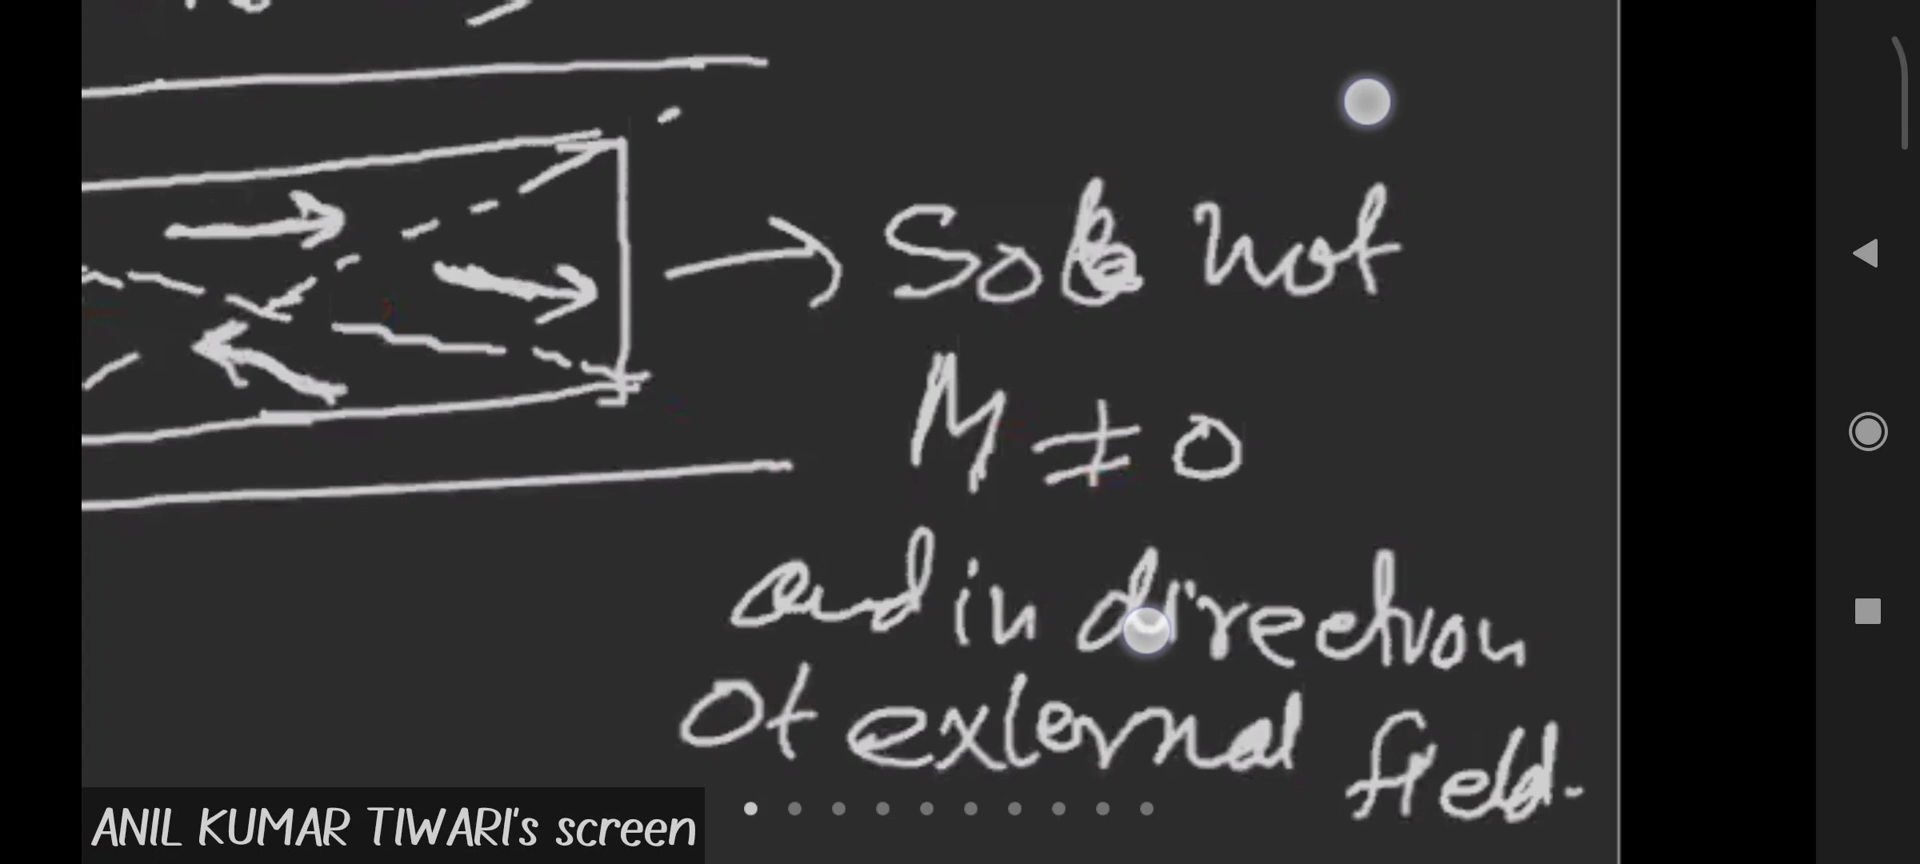 So not
M ≠ 0
and in direction
of external field.
ANIL KUMAR TIWARI's screen